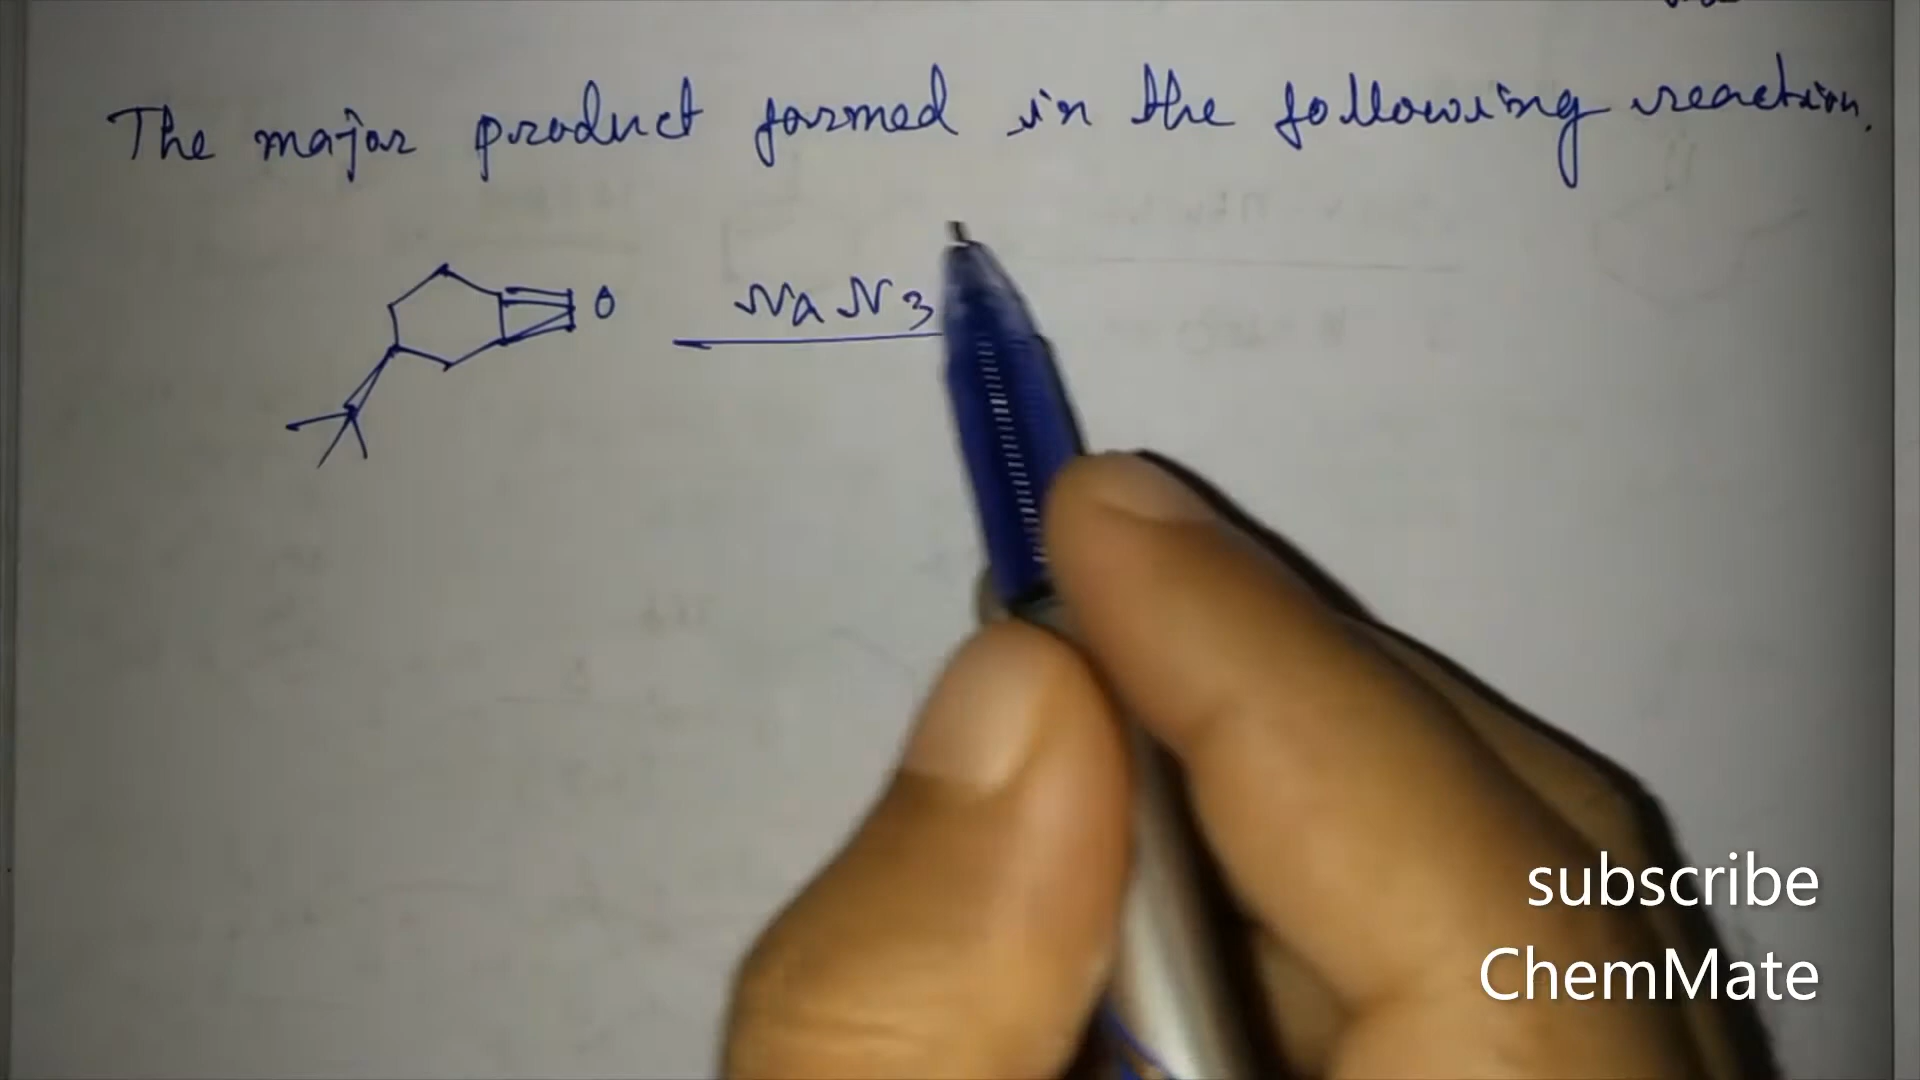 The major product formed in the following reaction.
O
NaN3
subscribe
ChemMate